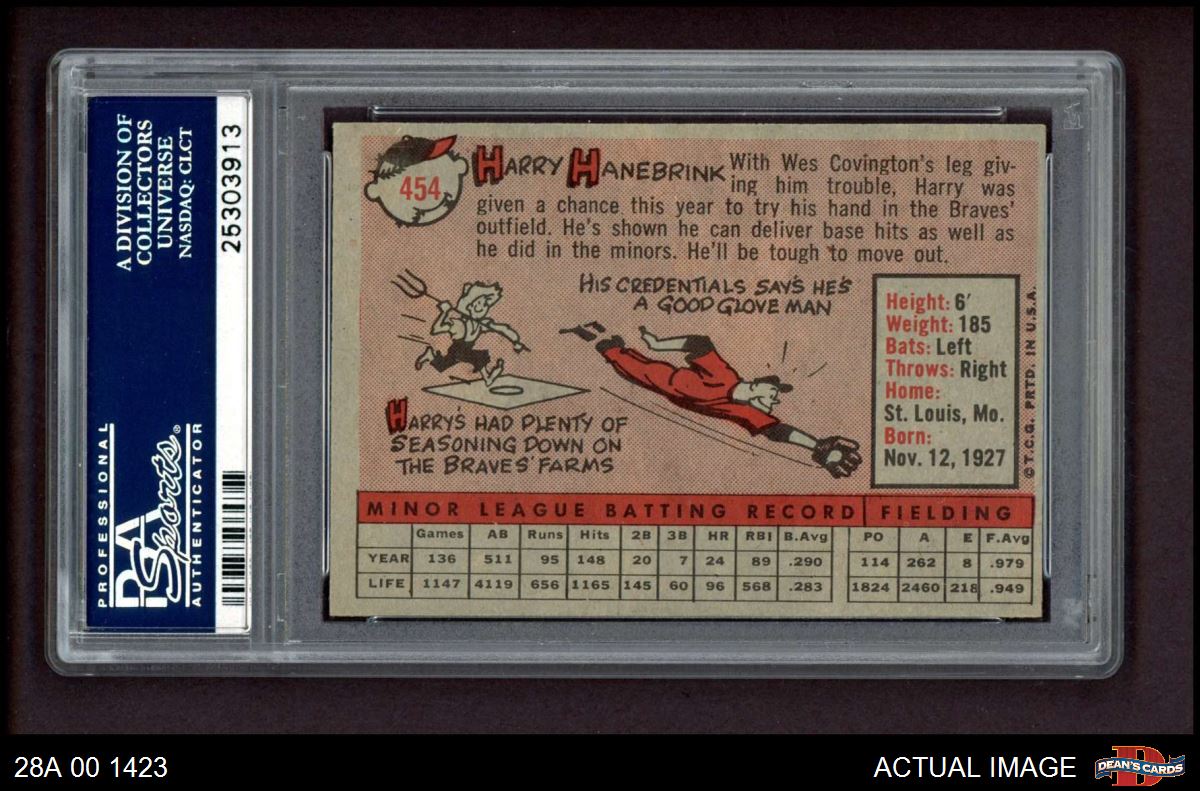 A DIVISION OF
COLLECTORS
UNIVERSE
NASDAQ: CLCT
25303913
PROFESSIONAL
PSA
Sports®
AUTHENTICATOR
454
HARRY HANEBRINK With Wes Covington's leg giv-
ing him trouble, Harry was
given a chance this year to try his hand in the Braves'
outfield. He's shown he can deliver base hits as well as
he did in the minors. He'll be tough to move out.
HIS CREDENTIALS SAY'S HE'S
A GOOD GLOVE MAN
HARRY'S HAD PLENTY OF
SEASONING DOWN ON
THE BRAVES' FARMS
Height: 6'
Weight: 185
Bats: Left
Throws: Right
Home:
St. Louis, Mo.
Born:
Nov. 12, 1927
© T.C.G. PRTD. IN U.S.A.
MINOR LEAGUE BATTING RECORD FIELDING
Games AB Runs Hits 2B 3B HR RBI B.Avg PO A E F.Avg
YEAR 136 511 95 148 20 7 24 89 .290 114 262 8 .979
LIFE 1147 4119 656 1165 145 60 96 568 .283 1824 2460 218 .949
28A 00 1423
ACTUAL IMAGE
D
DEAN'S CARDS